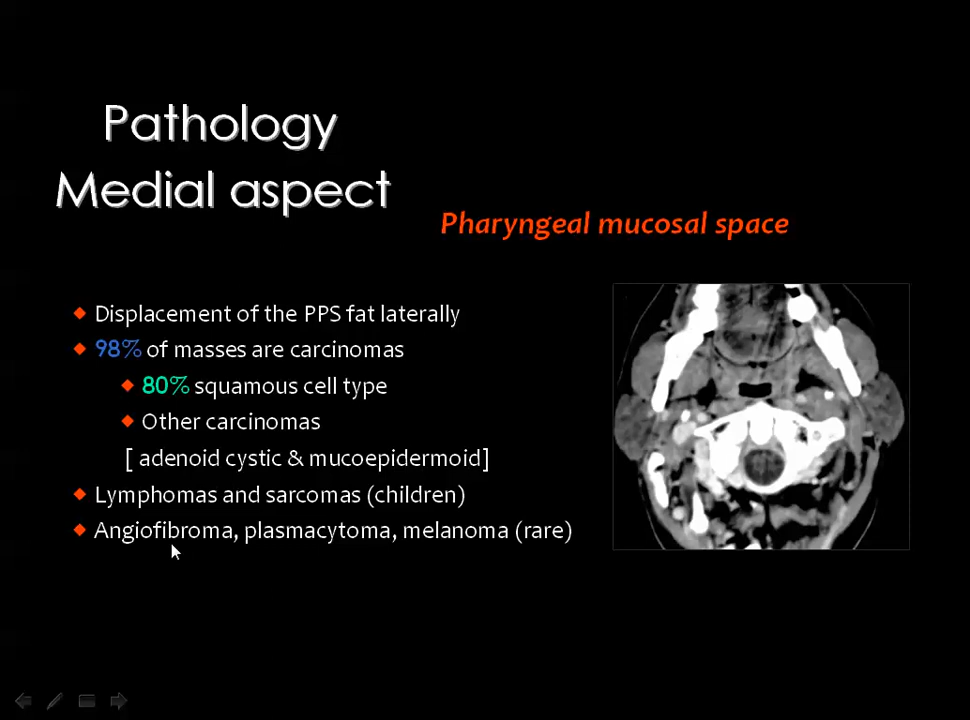 Pathology
Medial aspect
Pharyngeal mucosal space
Displacement of the PPS fat laterally
98% of masses are carcinomas
80% squamous cell type
Other carcinomas
[ adenoid cystic & mucoepidermoid]
Lymphomas and sarcomas (children)
Angiofibroma, plasmacytoma, melanoma (rare)